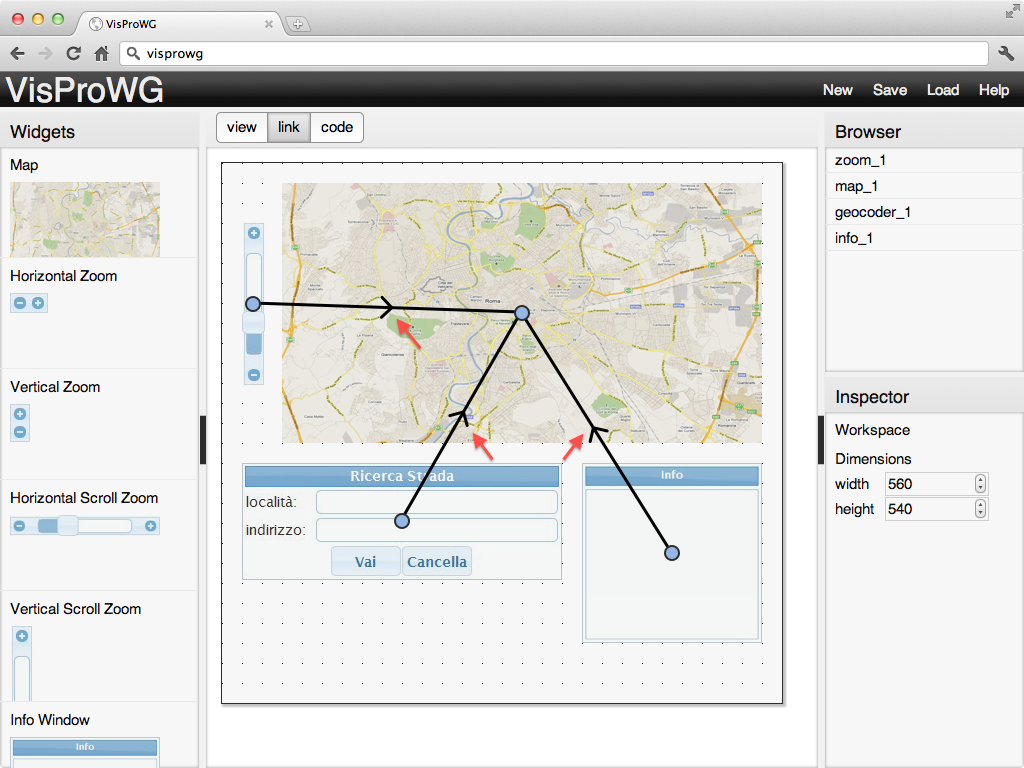 VisProWG
visprowg
VisProWG
New Save Load Help
Widgets
view link code
Browser
Map
zoom_1
map_1
geocoder_1
info_1
Horizontal Zoom
Vertical Zoom
Horizontal Scroll Zoom
Vertical Scroll Zoom
Info Window
Info
Roma
Ricerca Strada
località:
indirizzo:
Vai Cancella
Info
Inspector
Workspace
Dimensions
width 560
height 540